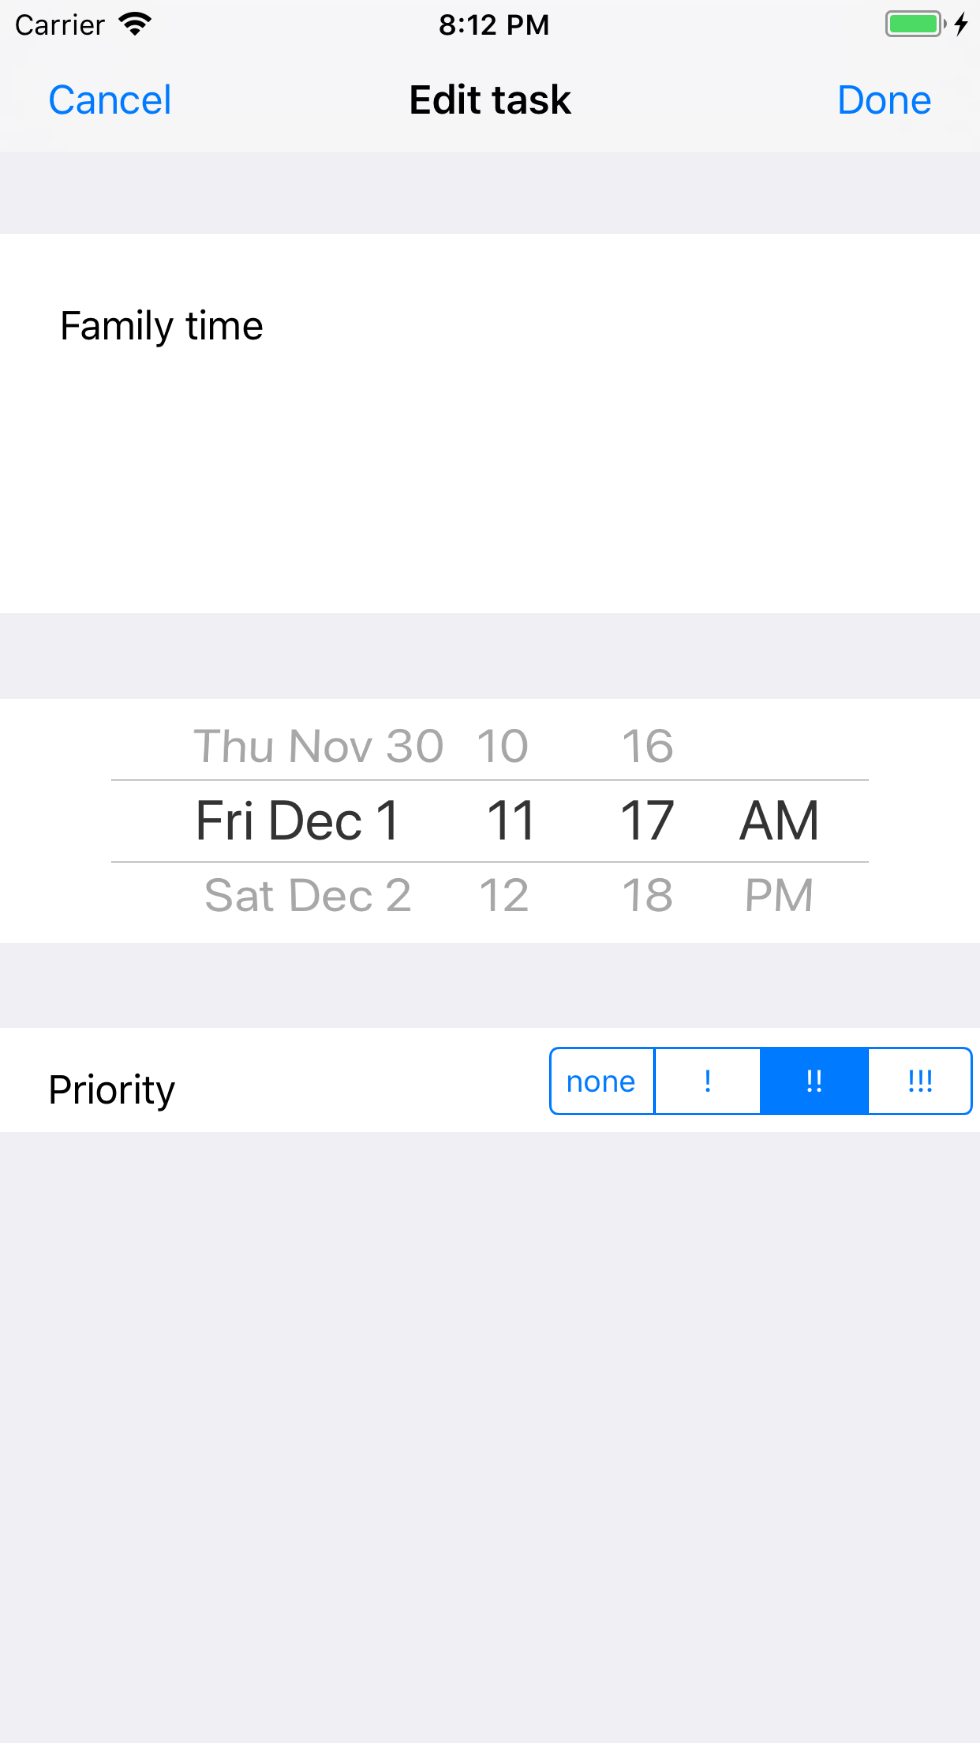 Carrier 8:12 PM
Cancel Edit task Done
Family time
Thu Nov 30 10 16
Fri Dec 1 11 17 AM
Sat Dec 2 12 18 PM
Priority none ! !! !!!